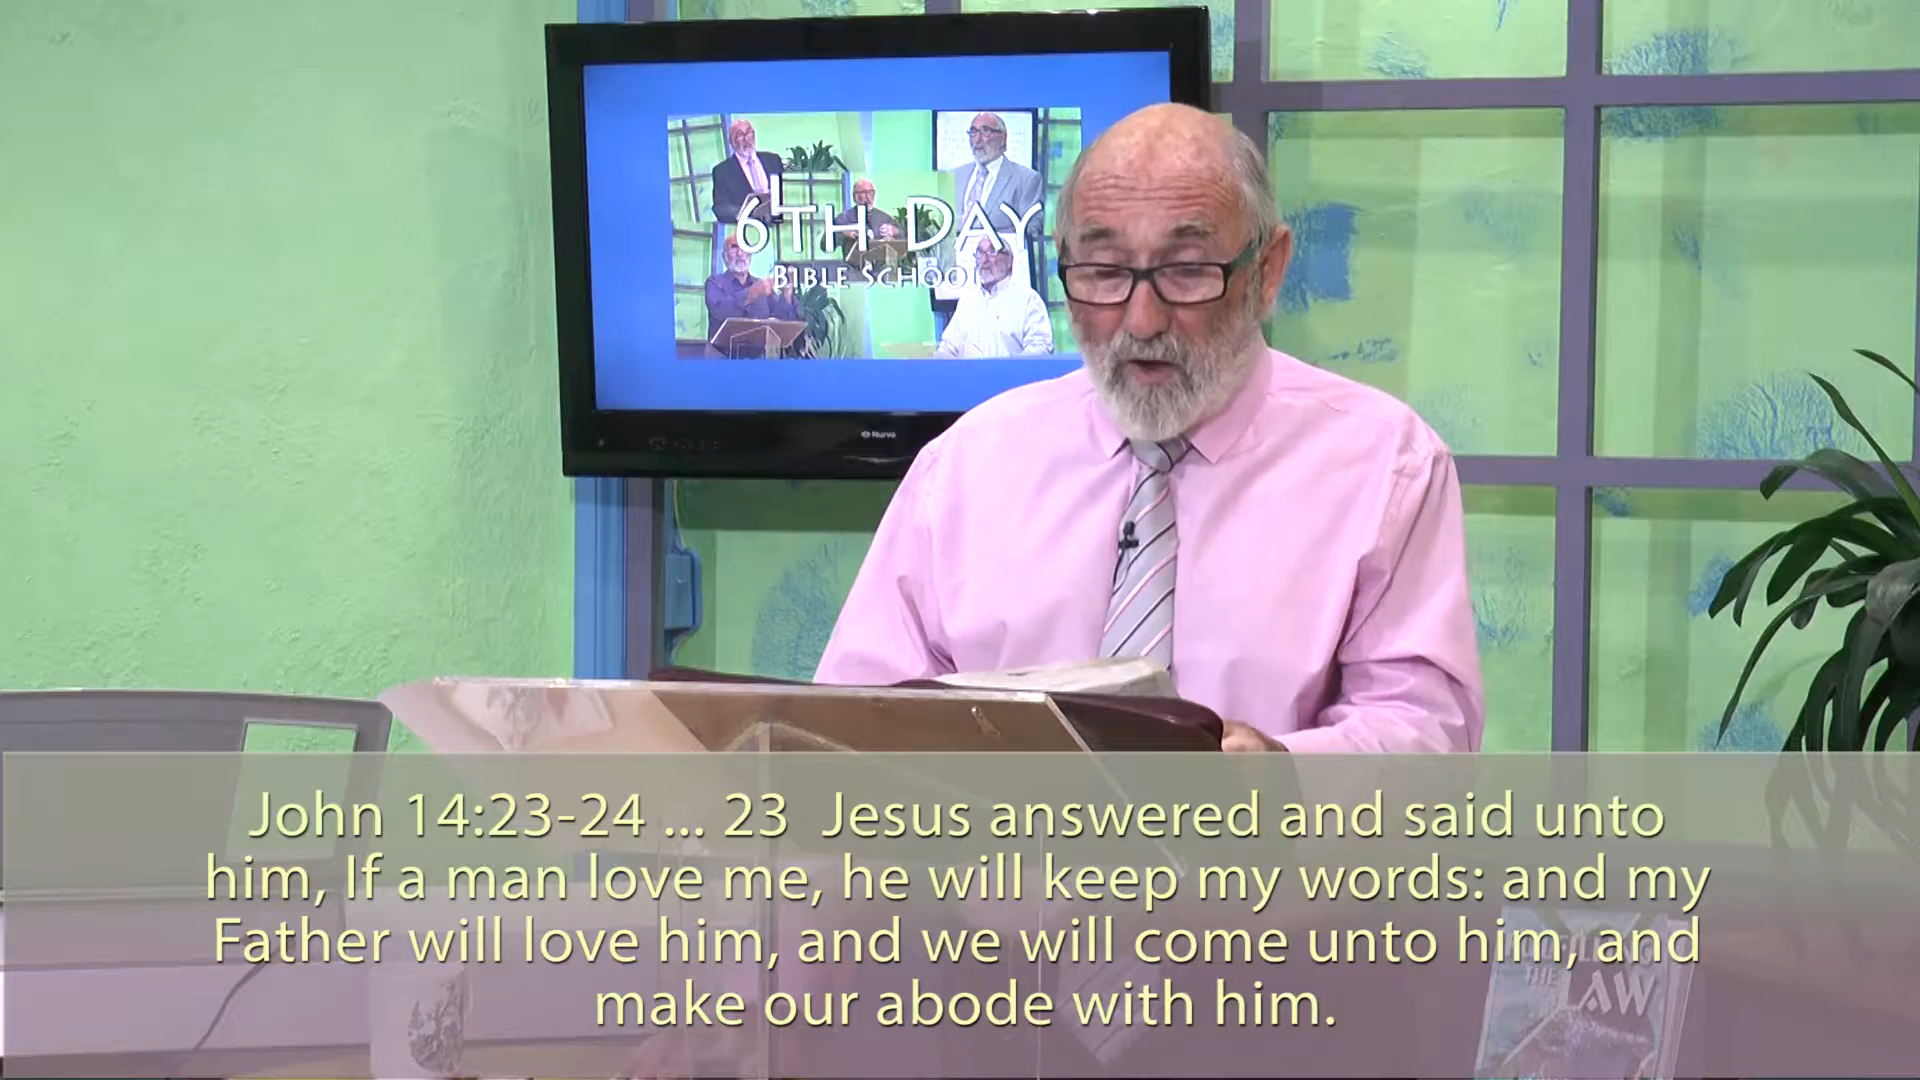 6TH DAY
BIBLE SCHOOL
John 14:23-24 ... 23  Jesus answered and said unto
him, If a man love me, he will keep my words: and my
Father will love him, and we will come unto him, and
make our abode with him.
THE
LAW